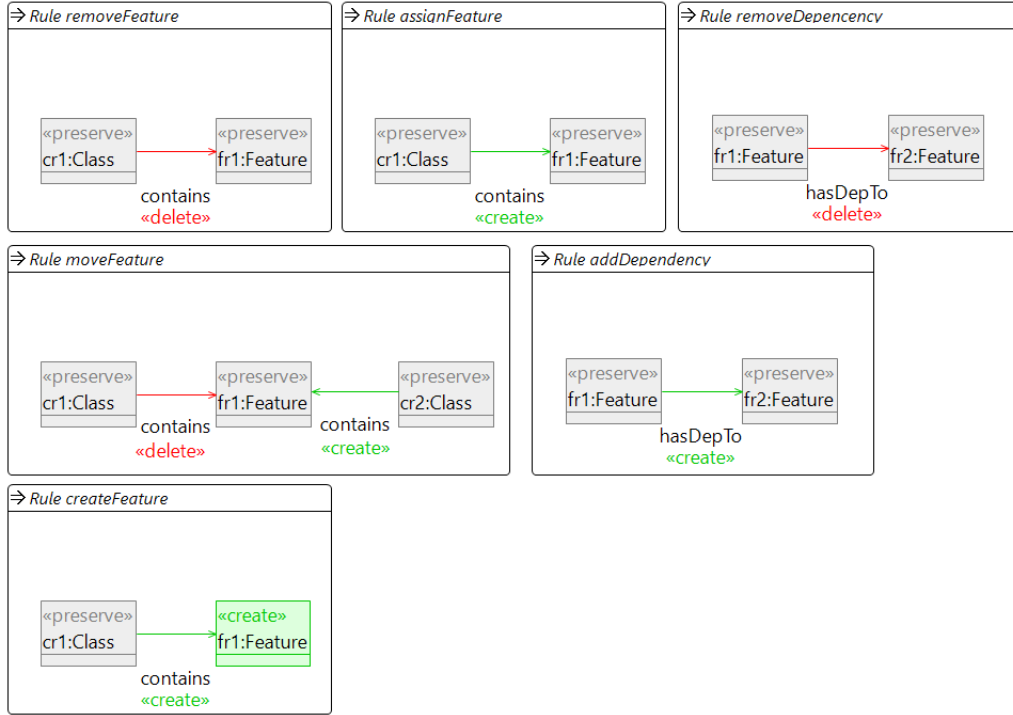 Rule removeFeature
«preserve»
cr1:Class
«preserve»
fr1:Feature
contains
«delete»
Rule assignFeature
«preserve»
cr1:Class
«preserve»
fr1:Feature
contains
«create»
Rule removeDepencency
«preserve»
fr1:Feature
«preserve»
fr2:Feature
hasDepTo
«delete»
Rule moveFeature
«preserve»
cr1:Class
«preserve»
fr1:Feature
«preserve»
cr2:Class
contains
«delete»
contains
«create»
Rule addDependency
«preserve»
fr1:Feature
«preserve»
fr2:Feature
hasDepTo
«create»
Rule createFeature
«preserve»
cr1:Class
«create»
fr1:Feature
contains
«create»